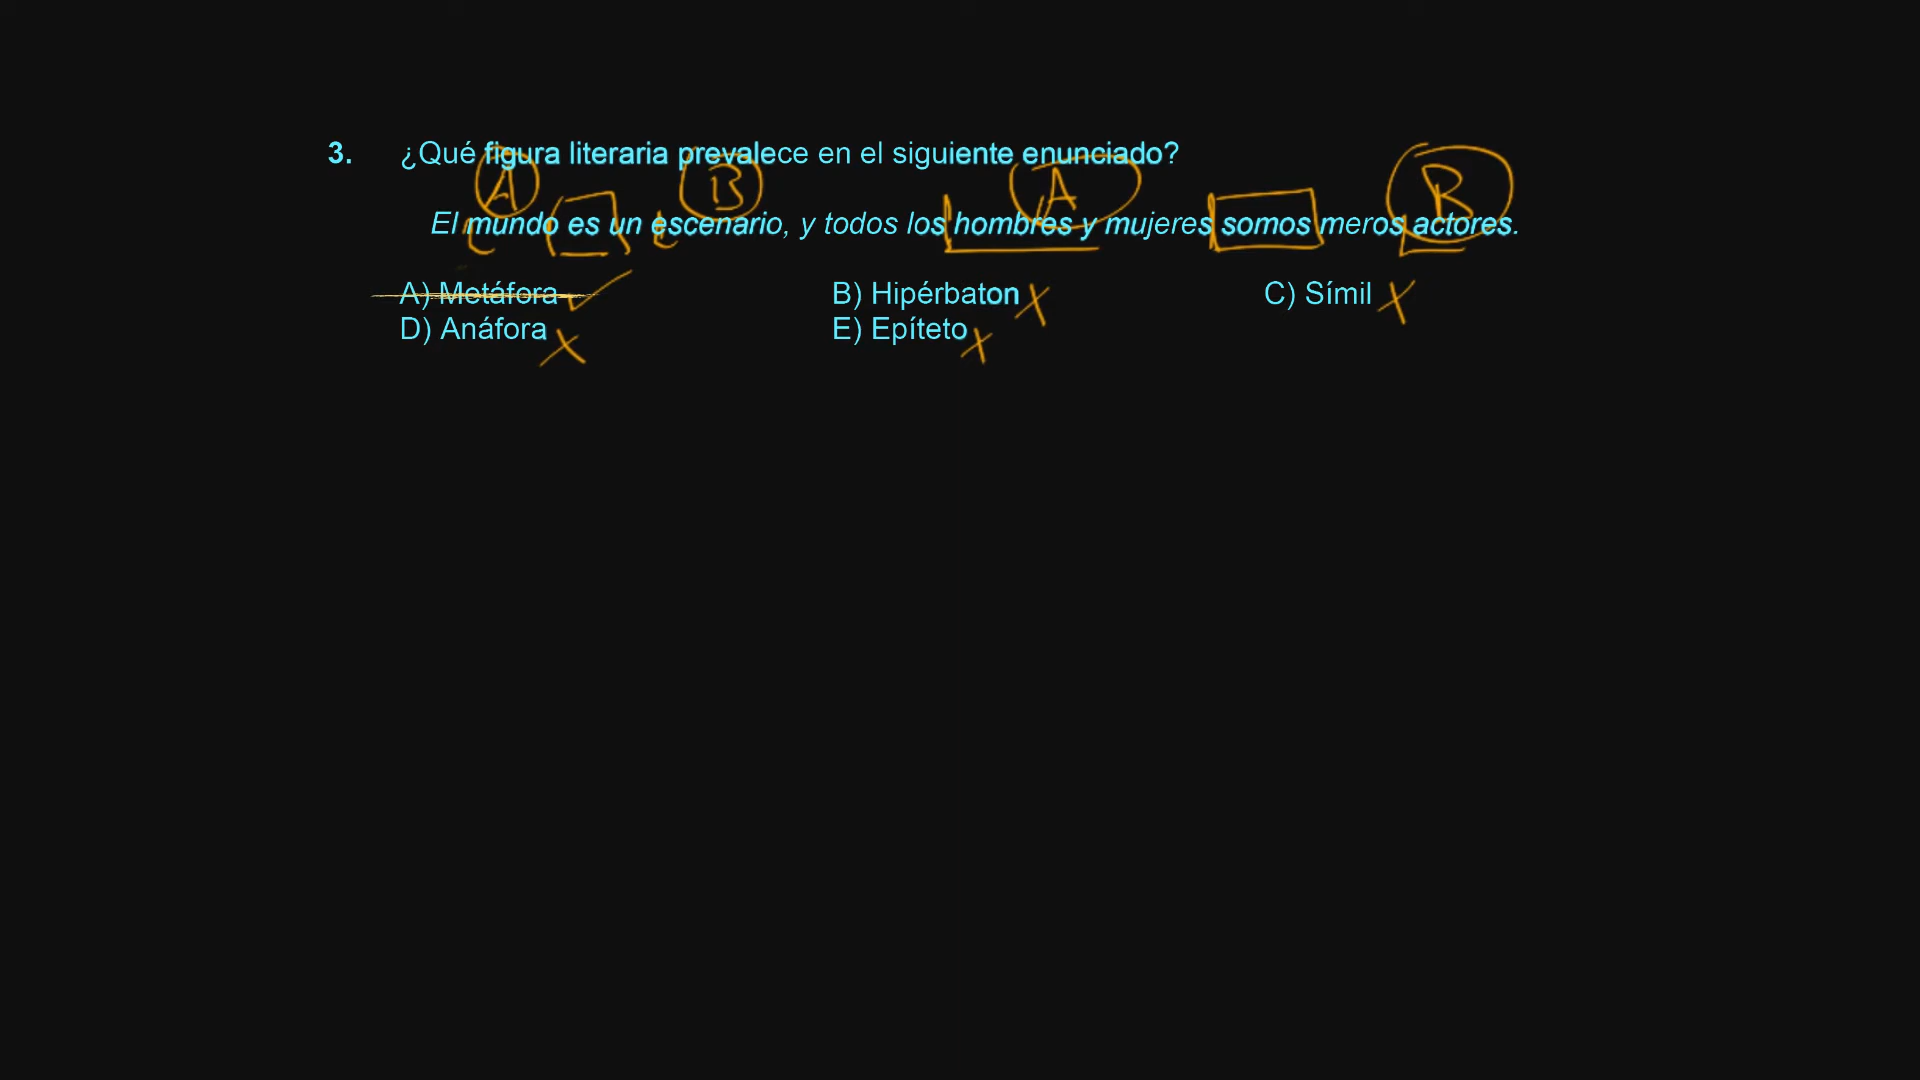 3. ¿Qué figura literaria prevalece en el siguiente enunciado?
A B A B
El mundo es un escenario, y todos los hombres y mujeres somos meros actores.
A) Metáfora B) Hipérbaton C) Símil
D) Anáfora E) Epíteto